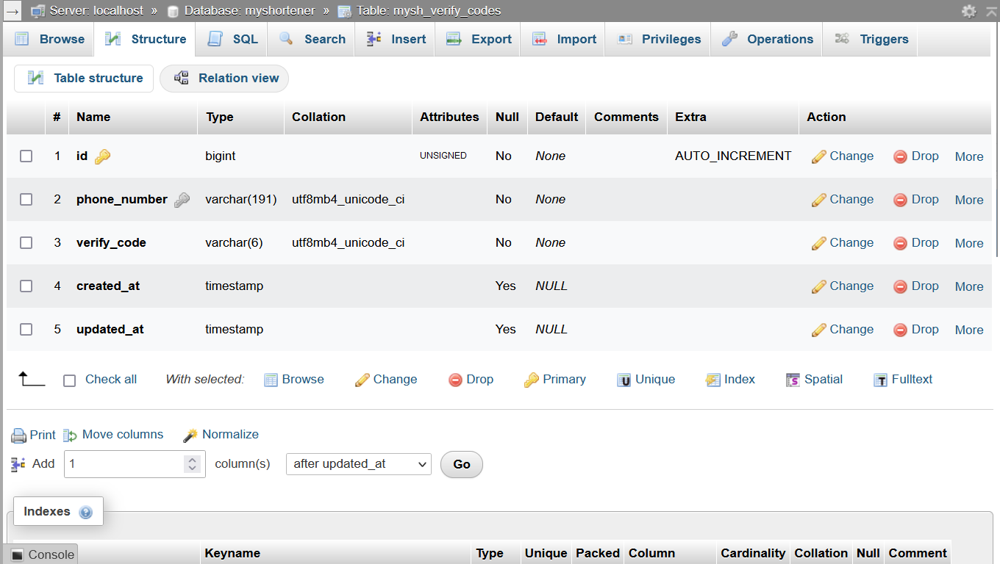 Server: localhost » Database: myshortener » Table: mysh_verify_codes
Browse Structure SQL Search Insert Export Import Privileges Operations Triggers
Table structure Relation view
# Name Type Collation Attributes Null Default Comments Extra Action
1 id bigint UNSIGNED No None AUTO_INCREMENT Change Drop More
2 phone_number varchar(191) utf8mb4_unicode_ci No None Change Drop More
3 verify_code varchar(6) utf8mb4_unicode_ci No None Change Drop More
4 created_at timestamp Yes NULL Change Drop More
5 updated_at timestamp Yes NULL Change Drop More
Check all With selected: Browse Change Drop Primary Unique Index Spatial Fulltext
Print Move columns Normalize
Add 1 column(s) after updated_at Go
Indexes
Console Keyname Type Unique Packed Column Cardinality Collation Null Comment